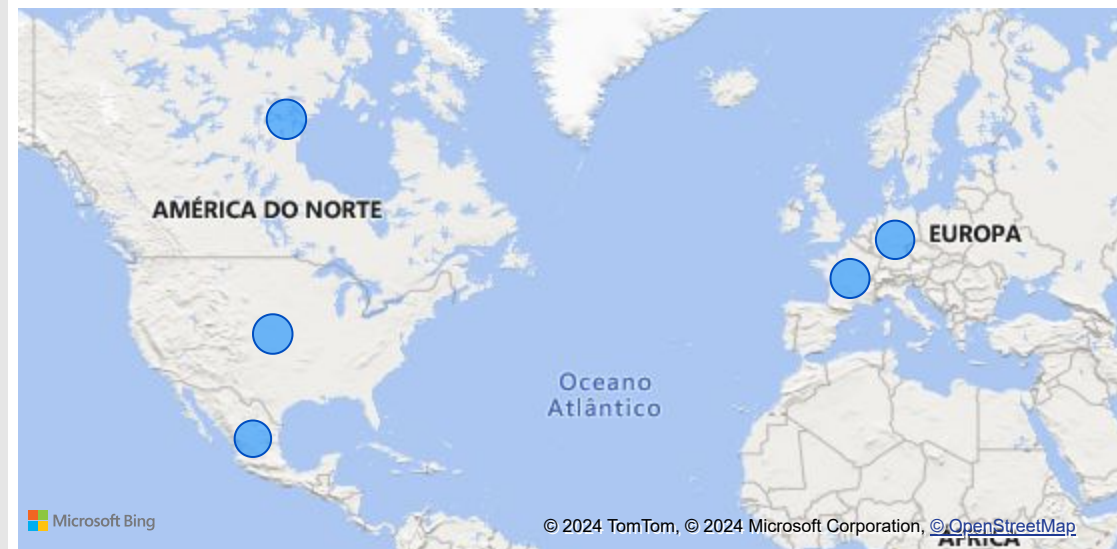 AMÉRICA DO NORTE
EUROPA
Oceano
Atlântico
Microsoft Bing
© 2024 TomTom, © 2024 Microsoft Corporation, © OpenStreetMap
ÁFRICA